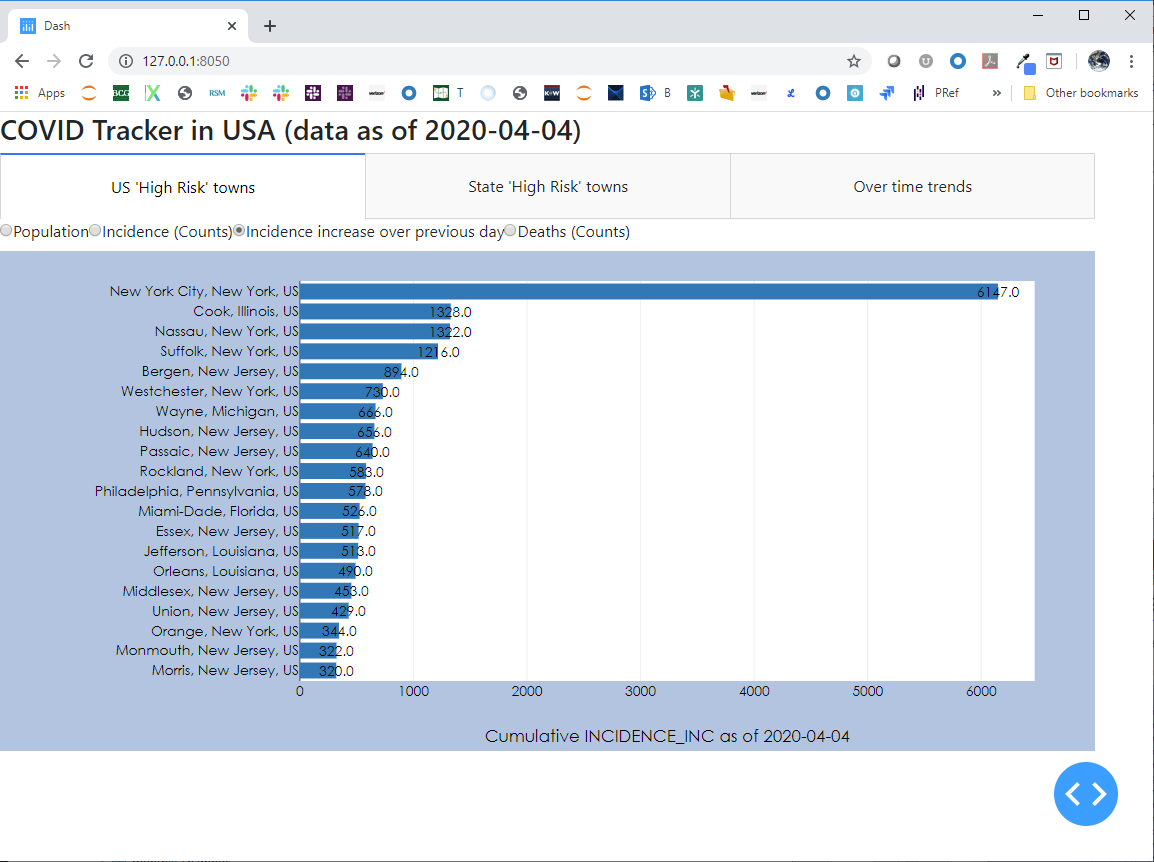 Dash
127.0.0.1:8050
Apps BCG RSM verizon T KNW B verizon PRef » Other bookmarks
COVID Tracker in USA (data as of 2020-04-04)
US 'High Risk' towns State 'High Risk' towns Over time trends
Population Incidence (Counts) Incidence increase over previous day Deaths (Counts)
New York City, New York, US 6147.0
Cook, Illinois, US 1328.0
Nassau, New York, US 1322.0
Suffolk, New York, US 1216.0
Bergen, New Jersey, US 894.0
Westchester, New York, US 730.0
Wayne, Michigan, US 666.0
Hudson, New Jersey, US 656.0
Passaic, New Jersey, US 640.0
Rockland, New York, US 583.0
Philadelphia, Pennsylvania, US 578.0
Miami-Dade, Florida, US 526.0
Essex, New Jersey, US 517.0
Jefferson, Louisiana, US 513.0
Orleans, Louisiana, US 490.0
Middlesex, New Jersey, US 453.0
Union, New Jersey, US 429.0
Orange, New York, US 344.0
Monmouth, New Jersey, US 322.0
Morris, New Jersey, US 320.0
0 1000 2000 3000 4000 5000 6000
Cumulative INCIDENCE_INC as of 2020-04-04